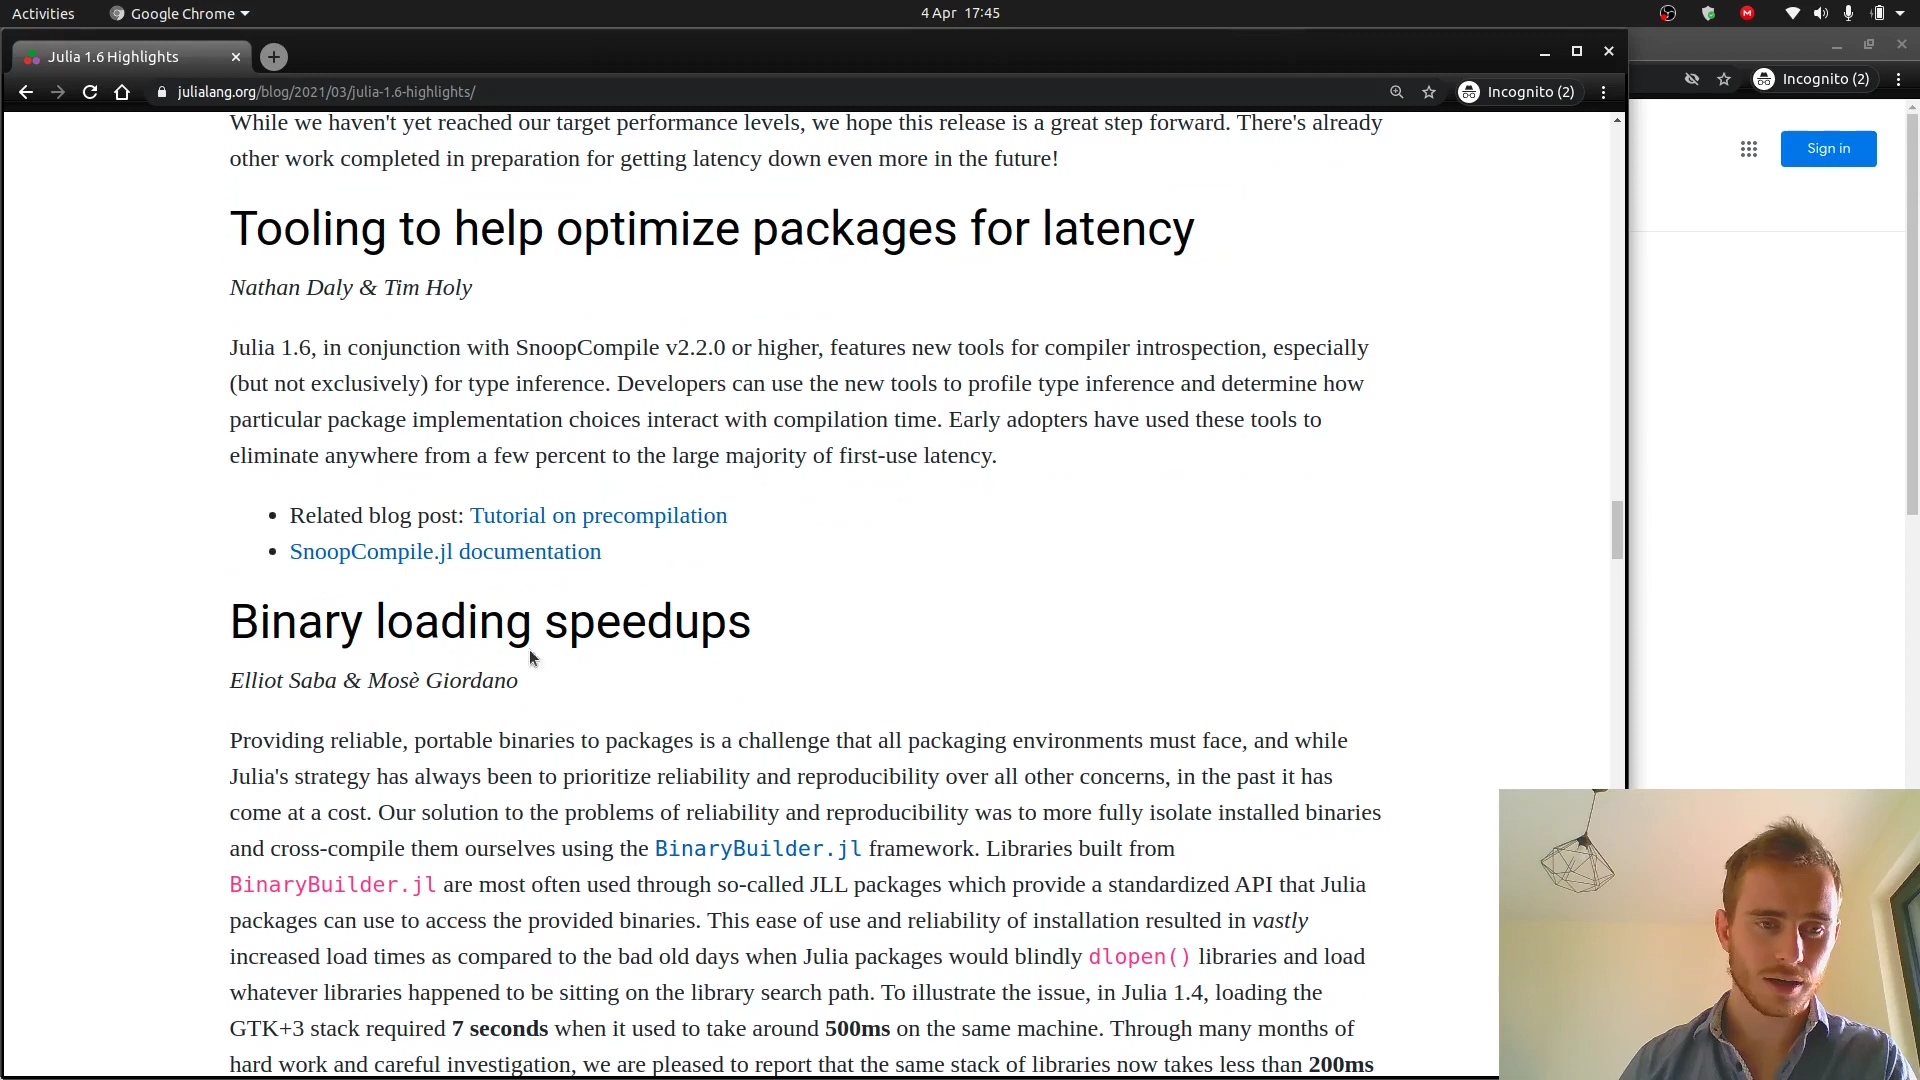 Activities Google Chrome 4 Apr 17:45
Julia 1.6 Highlights
julialang.org/blog/2021/03/julia-1.6-highlights/ Incognito (2) Incognito (2)
Sign in
While we haven't yet reached our target performance levels, we hope this release is a great step forward. There's already
other work completed in preparation for getting latency down even more in the future!
Tooling to help optimize packages for latency
Nathan Daly & Tim Holy
Julia 1.6, in conjunction with SnoopCompile v2.2.0 or higher, features new tools for compiler introspection, especially
(but not exclusively) for type inference. Developers can use the new tools to profile type inference and determine how
particular package implementation choices interact with compilation time. Early adopters have used these tools to
eliminate anywhere from a few percent to the large majority of first-use latency.
• Related blog post: Tutorial on precompilation
• SnoopCompile.jl documentation
Binary loading speedups
Elliot Saba & Mosè Giordano
Providing reliable, portable binaries to packages is a challenge that all packaging environments must face, and while
Julia's strategy has always been to prioritize reliability and reproducibility over all other concerns, in the past it has
come at a cost. Our solution to the problems of reliability and reproducibility was to more fully isolate installed binaries
and cross-compile them ourselves using the BinaryBuilder.jl framework. Libraries built from
BinaryBuilder.jl are most often used through so-called JLL packages which provide a standardized API that Julia
packages can use to access the provided binaries. This ease of use and reliability of installation resulted in vastly
increased load times as compared to the bad old days when Julia packages would blindly dlopen() libraries and load
whatever libraries happened to be sitting on the library search path. To illustrate the issue, in Julia 1.4, loading the
GTK+3 stack required 7 seconds when it used to take around 500ms on the same machine. Through many months of
hard work and careful investigation, we are pleased to report that the same stack of libraries now takes less than 200ms